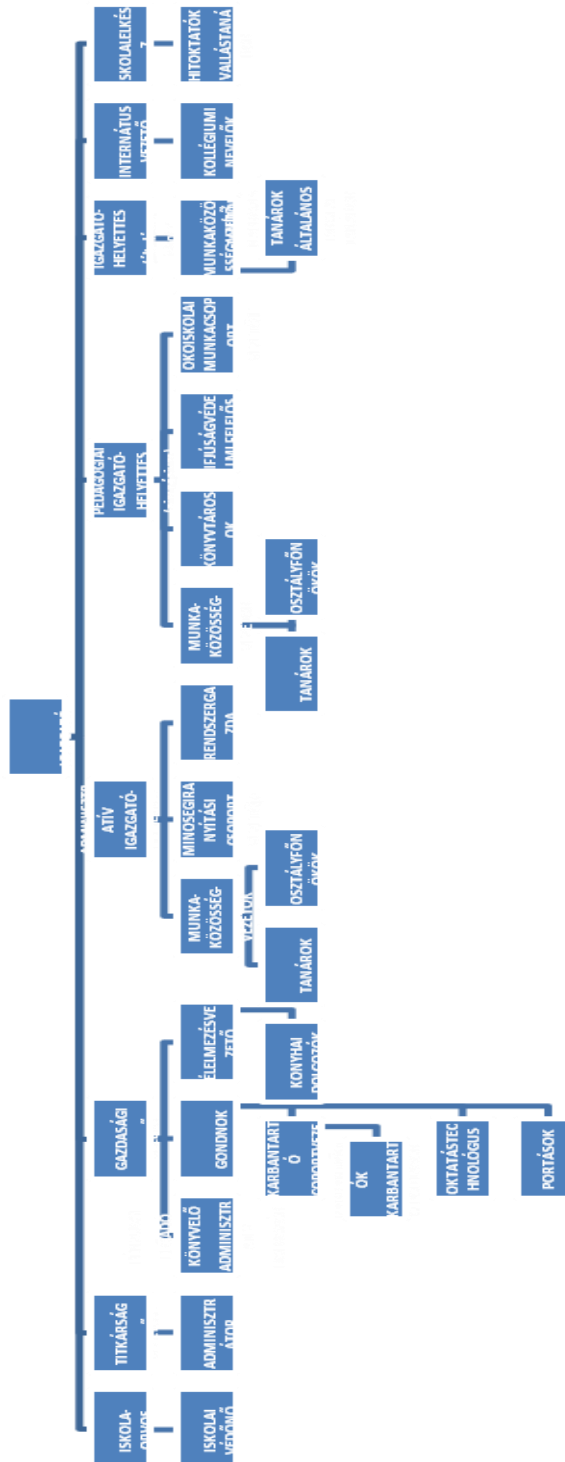 ISKOLA-
TITKÁRSÁG
GAZDASÁGI
ATÍV
IGAZGATÓ-
PEDAGÓGIAI
IGAZGATÓ-
HELYETTES
IGAZGATÓ-
HELYETTES
INTERNÁTUS
VEZETŐ
SKOLALELKÉS
Z
ISKOLAI
VÉDŐNŐ
ADMINISZTR
ÁTOR
KÖNYVELŐ
ADMINISZTR
GONDNOK
ÉLELMEZÉSVE
ZETŐ
MUNKA-
KÖZÖSSÉG-
VEZETŐK
MINŐSÉGIRÁ
NYÍTÁSI
CSOPORT
RENDSZERGA
ZDA
MUNKA-
KÖZÖSSÉG-
KÖNYVTÁROS
OK
IFJÚSÁGVÉDE
LMI FELELŐS
ÖKOISKOLAI
MUNKACSOP
ORT
MUNKAKÖZÖ
KOLLÉGIUMI
NEVELŐK
HITOKTATÓK
VALLÁSTANÁ
KARBANTART
Ó
ÓK
KARBANTART
OKTATÁSTEC
HNOLÓGUS
PORTÁSOK
KONYHAI
DOLGOZÓK
TANÁROK
OSZTÁLYFŐN
ÖKÖK
TANÁROK
OSZTÁLYFŐN
ÖKÖK
TANÁROK
ÁLTALÁNOS